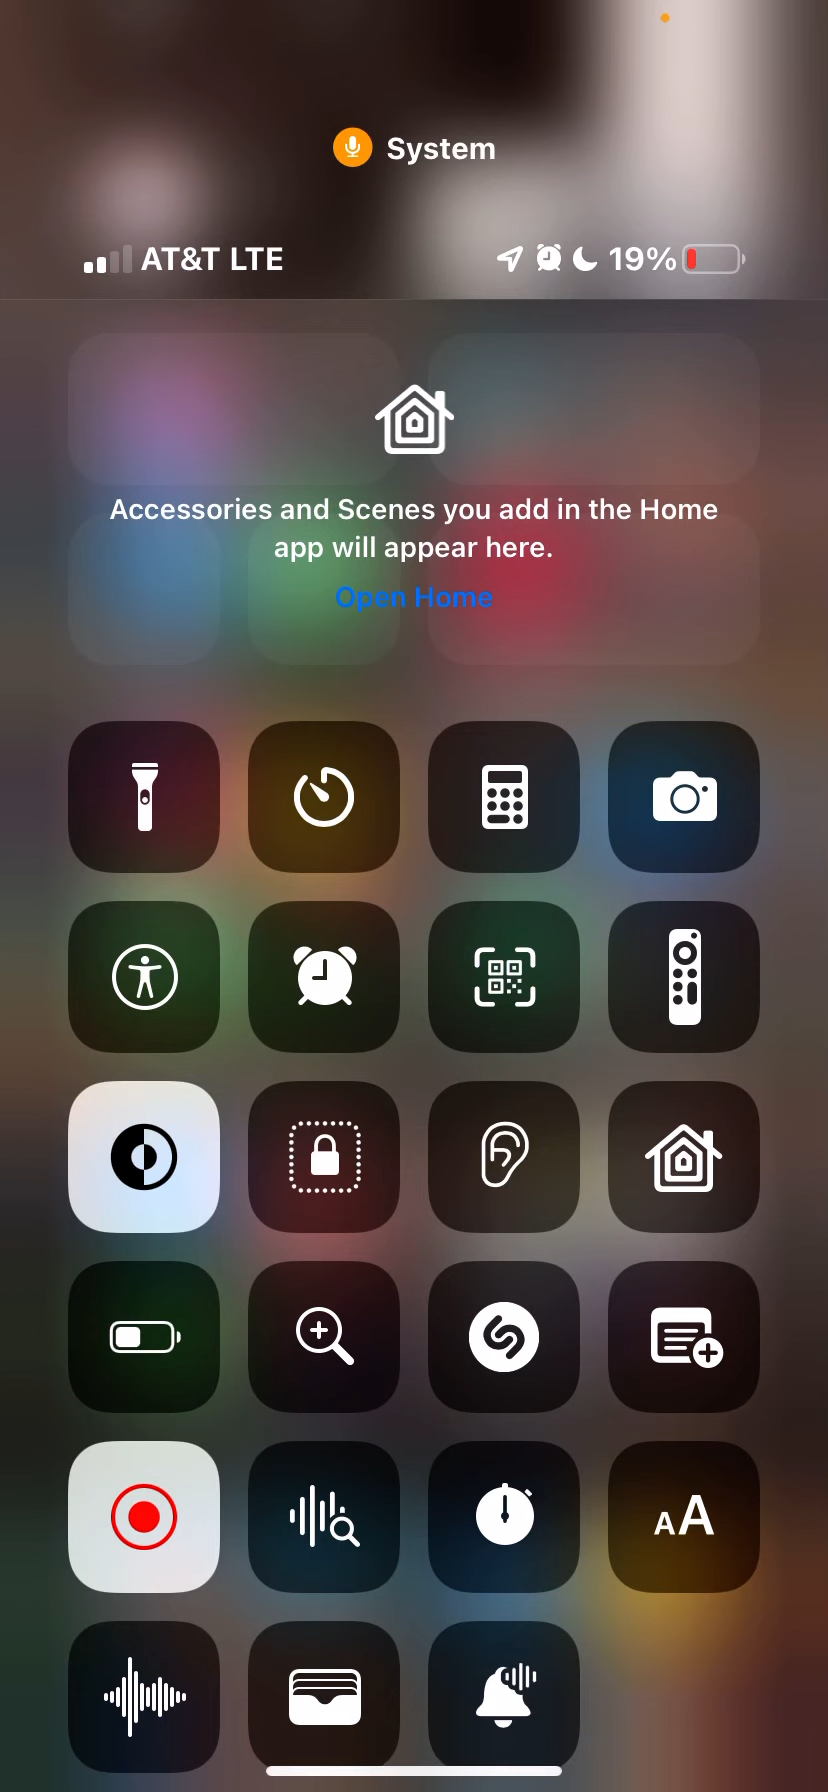 System
AT&T LTE 19%
Accessories and Scenes you add in the Home
app will appear here.
Open Home
AA